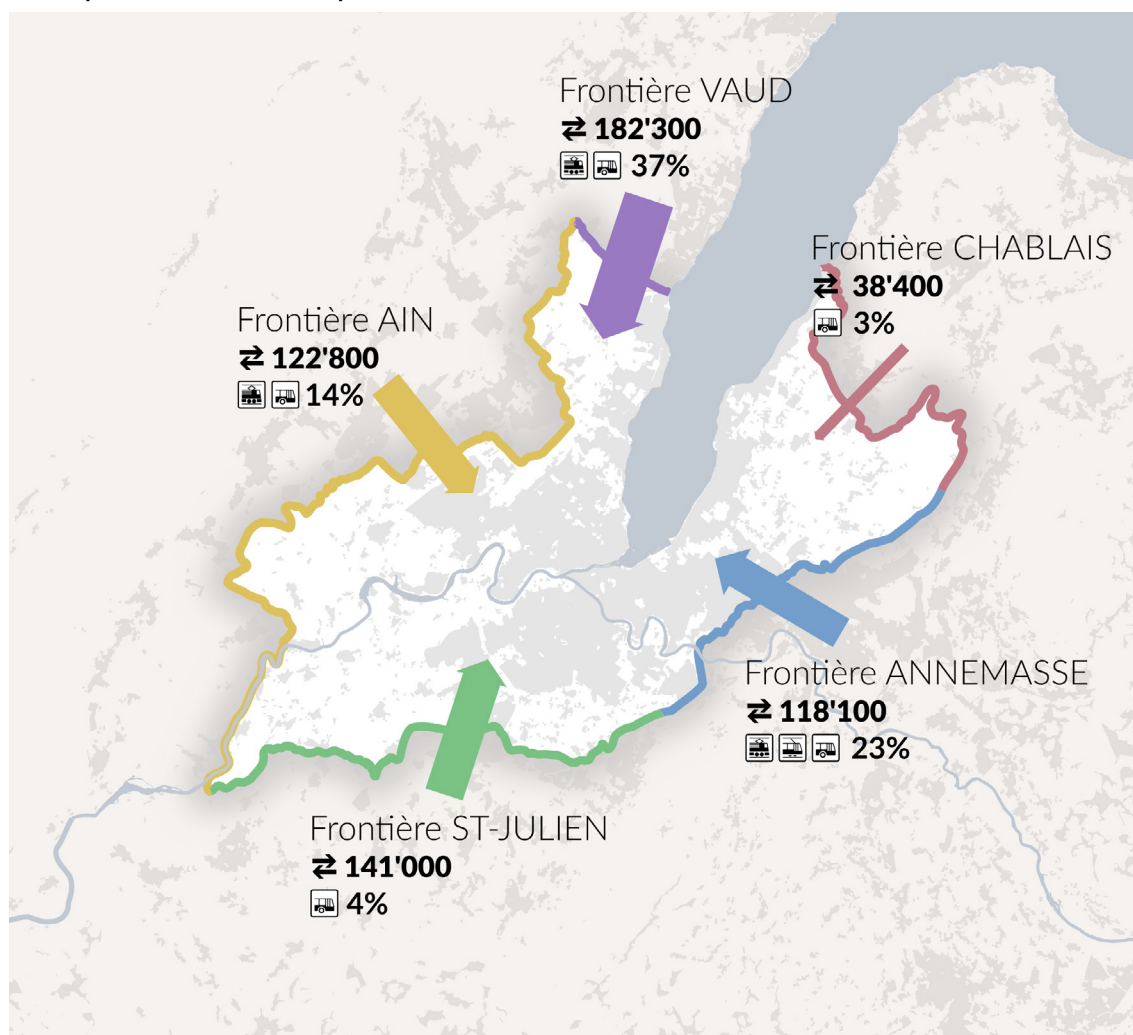 Frontière VAUD
⇄ 182'300
37%
Frontière CHABLAIS
⇄ 38'400
3%
Frontière AIN
⇄ 122'800
14%
Frontière ANNEMASSE
⇄ 118'100
23%
Frontière ST-JULIEN
⇄ 141'000
4%